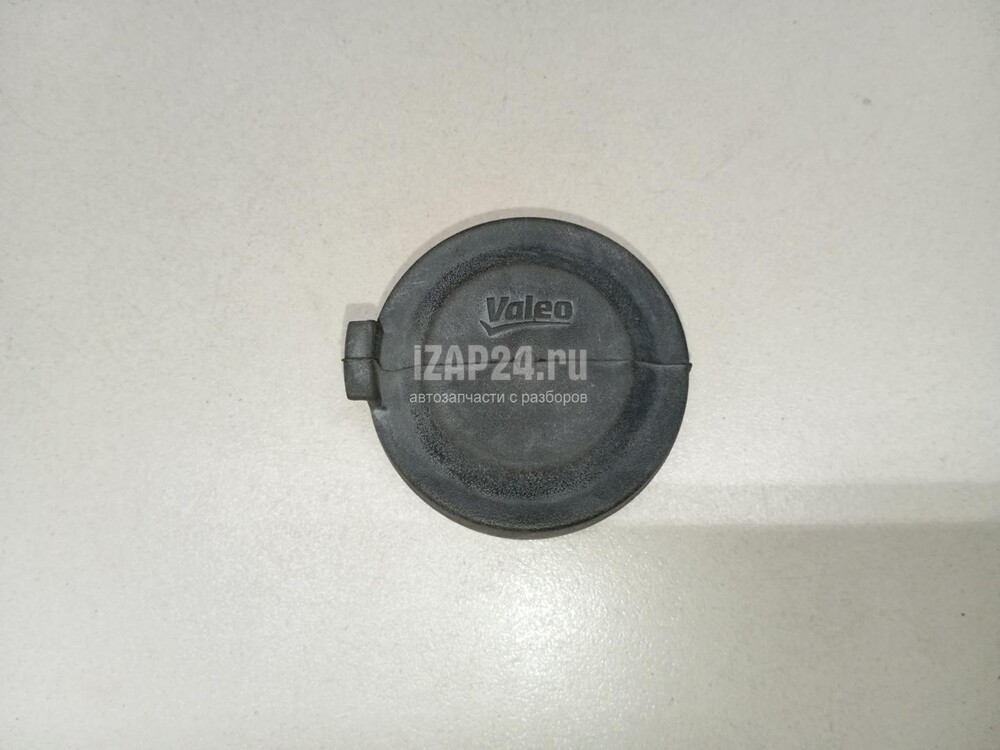 Valeo
iZAP24.ru
автозапчасти с разборов